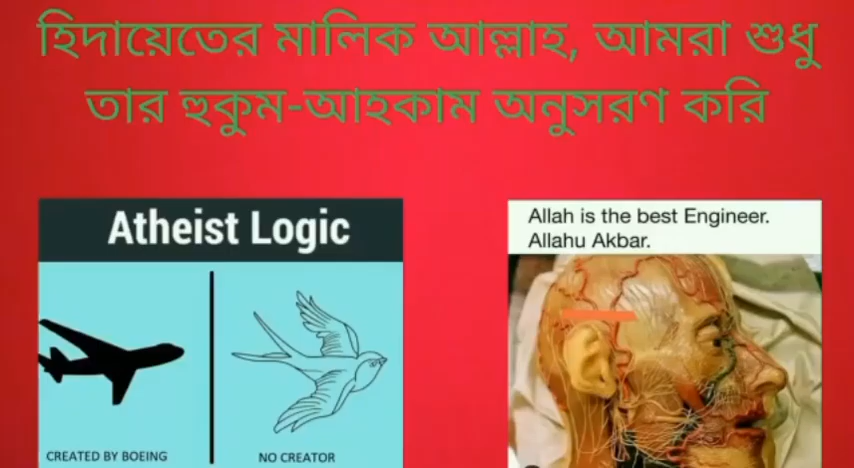 হিদায়েতের মালিক আল্লাহ, আমরা শুধু
তার হুকুম-আহকাম অনুসরণ করি
Atheist Logic
CREATED BY BOEING
NO CREATOR
Allah is the best Engineer.
Allahu Akbar.